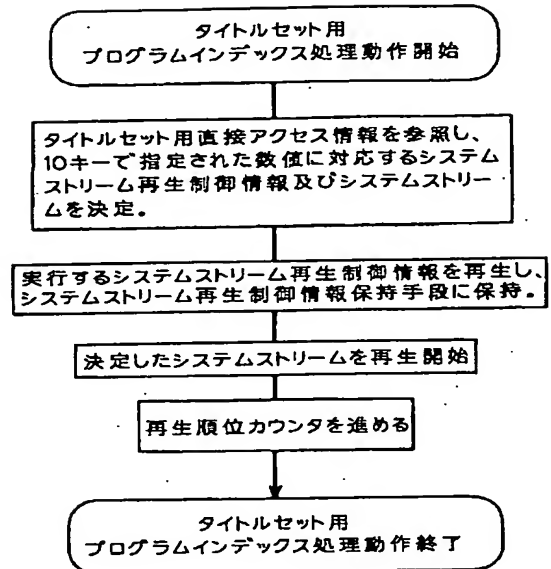 タイトルセット用
プログラムインデックス処理動作開始
タイトルセット用直接アクセス情報を参照し、
10キーで指定された数値に対応するシステム
ストリーム再生制御情報及びシステムストリー
ムを決定。
実行するシステムストリーム再生制御情報を再生し、
システムストリーム再生制御情報保持手段に保持。
決定したシステムストリームを再生開始
再生順位カウンタを進める
タイトルセット用
プログラムインデックス処理動作終了